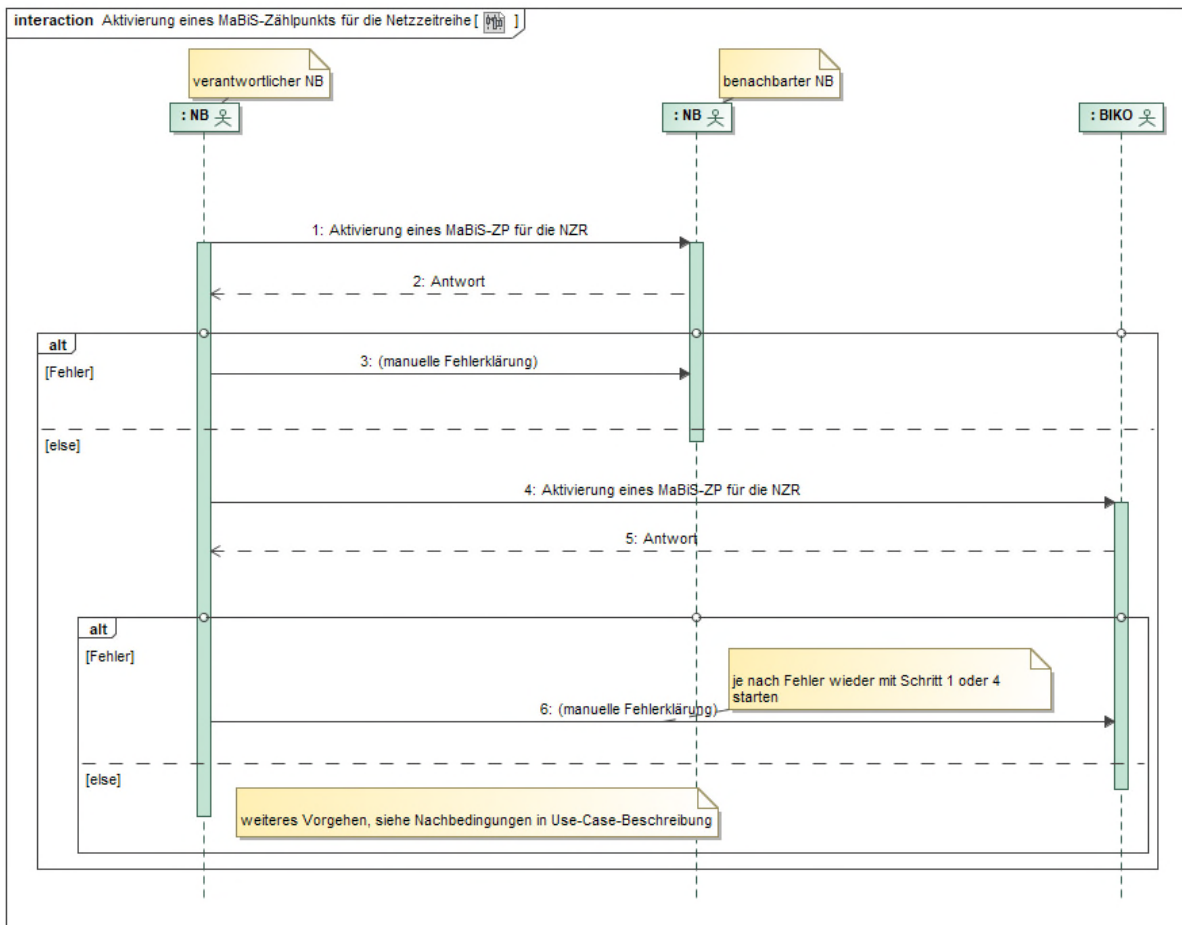 interaction Aktivierung eines MaBiS-Zählpunkts für die Netzzeitreihe [ ]
verantwortlicher NB
benachbarter NB
: NB
: NB
: BIKO
1: Aktivierung eines MaBiS-ZP für die NZR
2: Antwort
alt
[Fehler]
3: (manuelle Fehlerklärung)
[else]
4: Aktivierung eines MaBiS-ZP für die NZR
5: Antwort
alt
[Fehler]
je nach Fehler wieder mit Schritt 1 oder 4
starten
6: (manuelle Fehlerklärung)
[else]
weiteres Vorgehen, siehe Nachbedingungen in Use-Case-Beschreibung